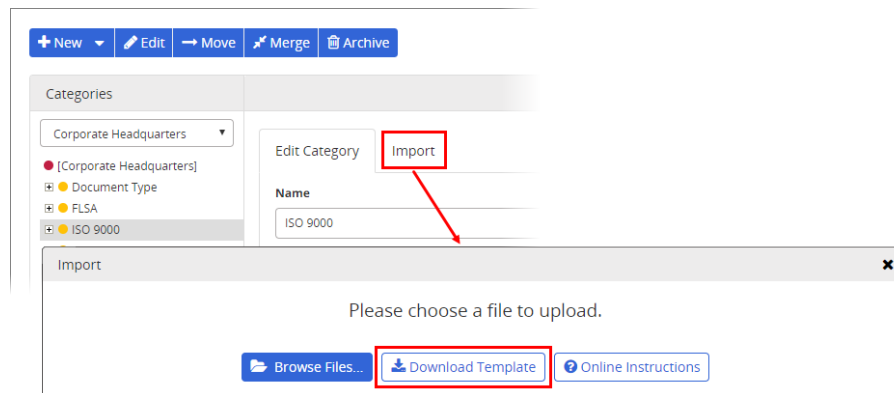 New Edit Move Merge Archive
Categories
Corporate Headquarters
[Corporate Headquarters]
Document Type
FLSA
ISO 9000
Edit Category Import
Name
ISO 9000
Import
Please choose a file to upload.
Browse Files... Download Template Online Instructions